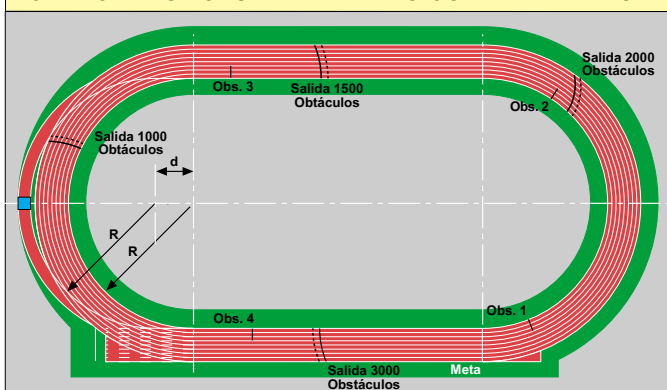 Obs. 3
Salida 1500
Obtáculos
Salida 2000
Obstáculos
Obs. 2
Salida 1000
Obtáculos
d
R
R
Obs. 4
Obs. 1
Salida 3000
Obstáculos
Meta